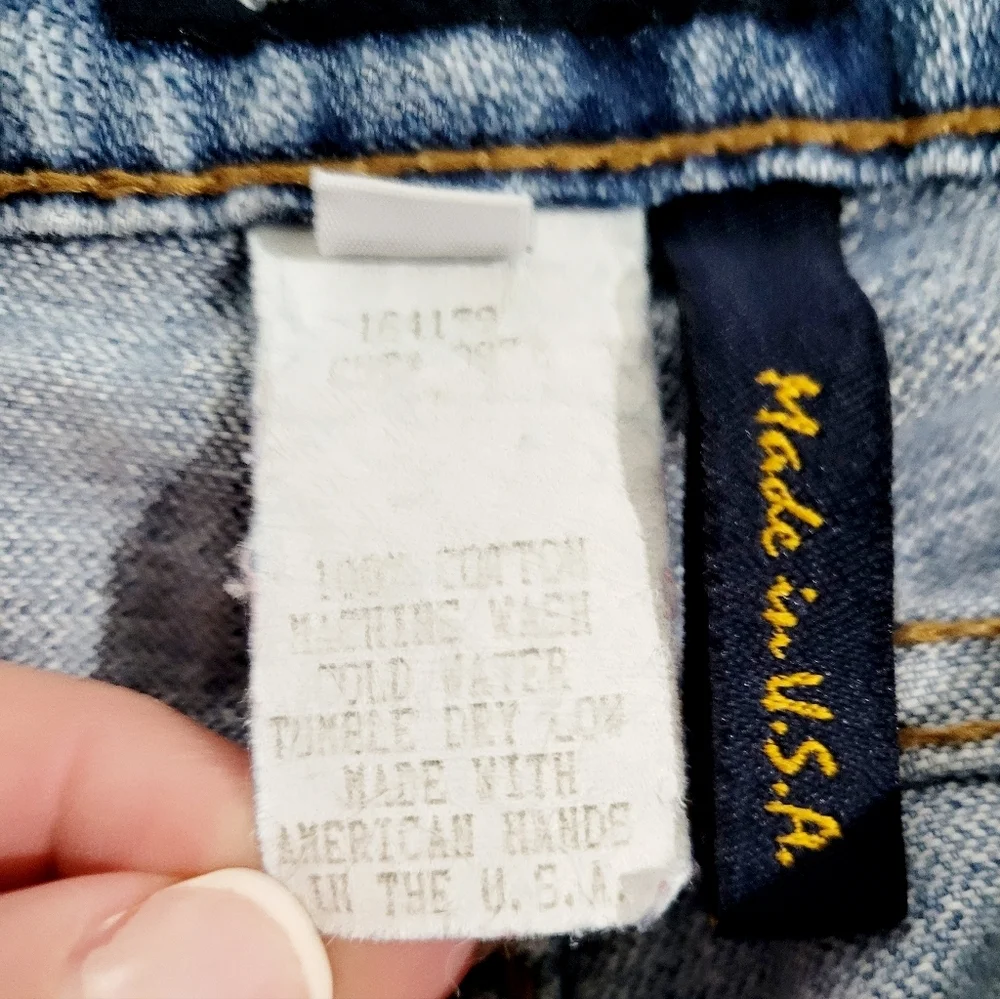 100% COTTON
MACHINE WASH
COLD WATER
TUMBLE DRY LOW
MADE WITH
AMERICAN HANDS
IN THE U.S.A.
Made in U.S.A.